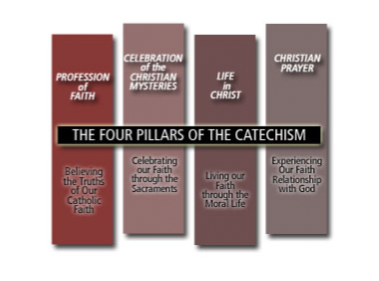 PROFESSION
of
FAITH
CELEBRATION
of the
CHRISTIAN
MYSTERIES
LIFE
in
CHRIST
CHRISTIAN
PRAYER
THE FOUR PILLARS OF THE CATECHISM
Believing
the Truths
of Our
Catholic
Faith
Celebrating
our Faith
through the
Sacraments
Living our
Faith
through the
Moral Life
Experiencing
Our Faith
Relationship
with God